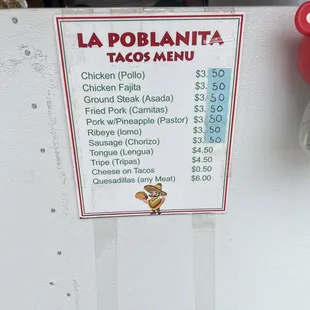 LA POBLANITA
TACOS MENU
Chicken (Pollo) $3.50
Chicken Fajita $3.50
Ground Steak (Asada) $3.50
Fried Pork (Carnitas) $3.50
Pork w/Pineapple (Pastor) $3.50
Ribeye (lomo) $3.50
Sausage (Chorizo) $3.50
Tongue (Lengua) $4.50
Tripe (Tripas) $4.50
Cheese on Tacos $0.50
Quesadillas (any Meat) $6.00